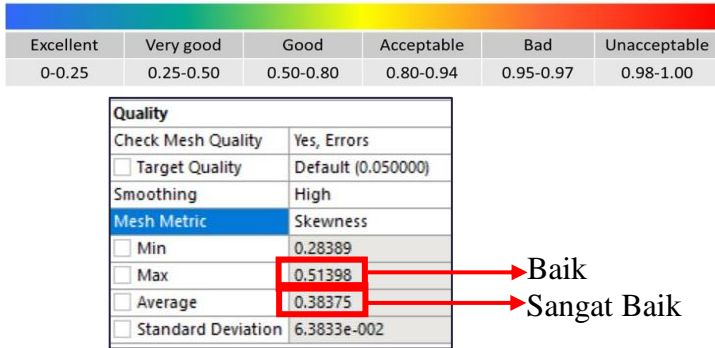 Excellent Very good Good Acceptable Bad Unacceptable
0-0.25 0.25-0.50 0.50-0.80 0.80-0.94 0.95-0.97 0.98-1.00
Quality
Check Mesh Quality Yes, Errors
Target Quality Default (0.050000)
Smoothing High
Mesh Metric Skewness
Min 0.28389
Max 0.51398 Baik
Average 0.38375 Sangat Baik
Standard Deviation 6.3833e-002